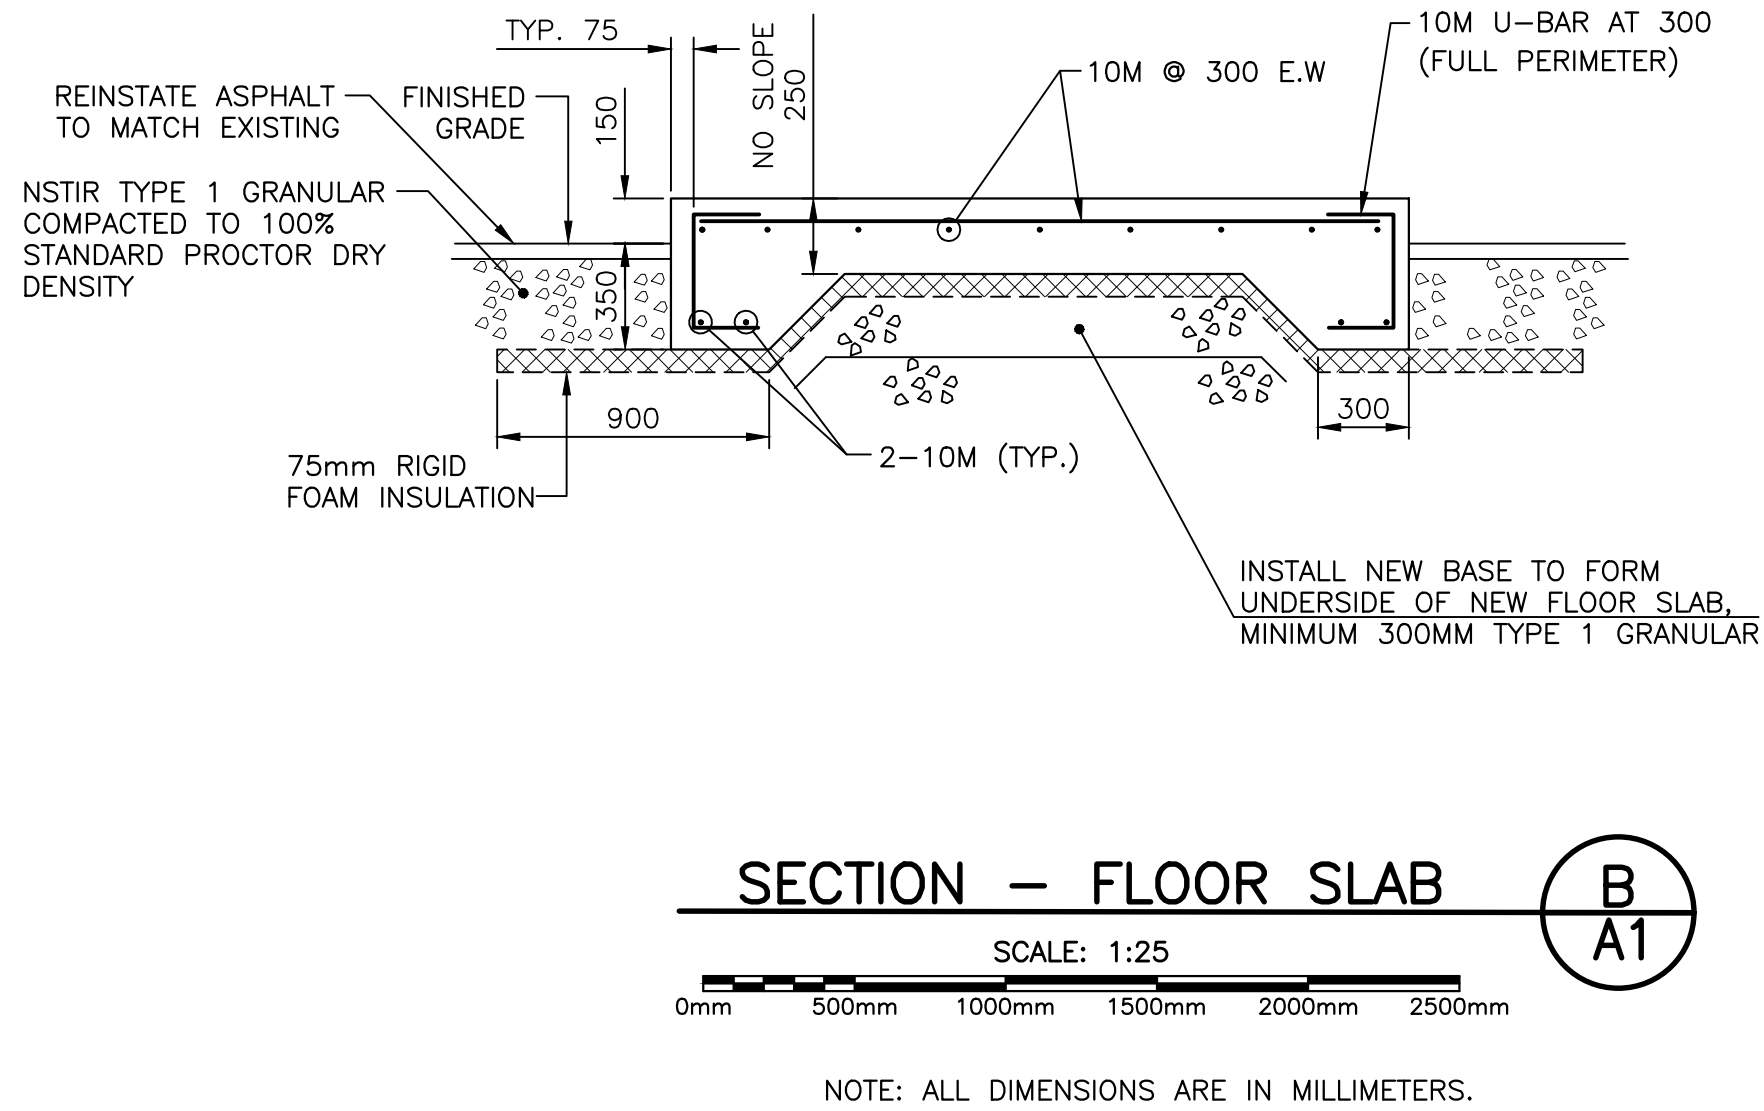 TYP. 75
NO SLOPE
250
10M U-BAR AT 300
(FULL PERIMETER)
10M @ 300 E.W
REINSTATE ASPHALT
TO MATCH EXISTING
FINISHED
GRADE
150
NSTIR TYPE 1 GRANULAR
COMPACTED TO 100%
STANDARD PROCTOR DRY
DENSITY
350
900
300
2-10M (TYP.)
75mm RIGID
FOAM INSULATION
INSTALL NEW BASE TO FORM
UNDERSIDE OF NEW FLOOR SLAB,
MINIMUM 300MM TYPE 1 GRANULAR
SECTION - FLOOR SLAB
B
A1
SCALE: 1:25
0mm 500mm 1000mm 1500mm 2000mm 2500mm
NOTE: ALL DIMENSIONS ARE IN MILLIMETERS.